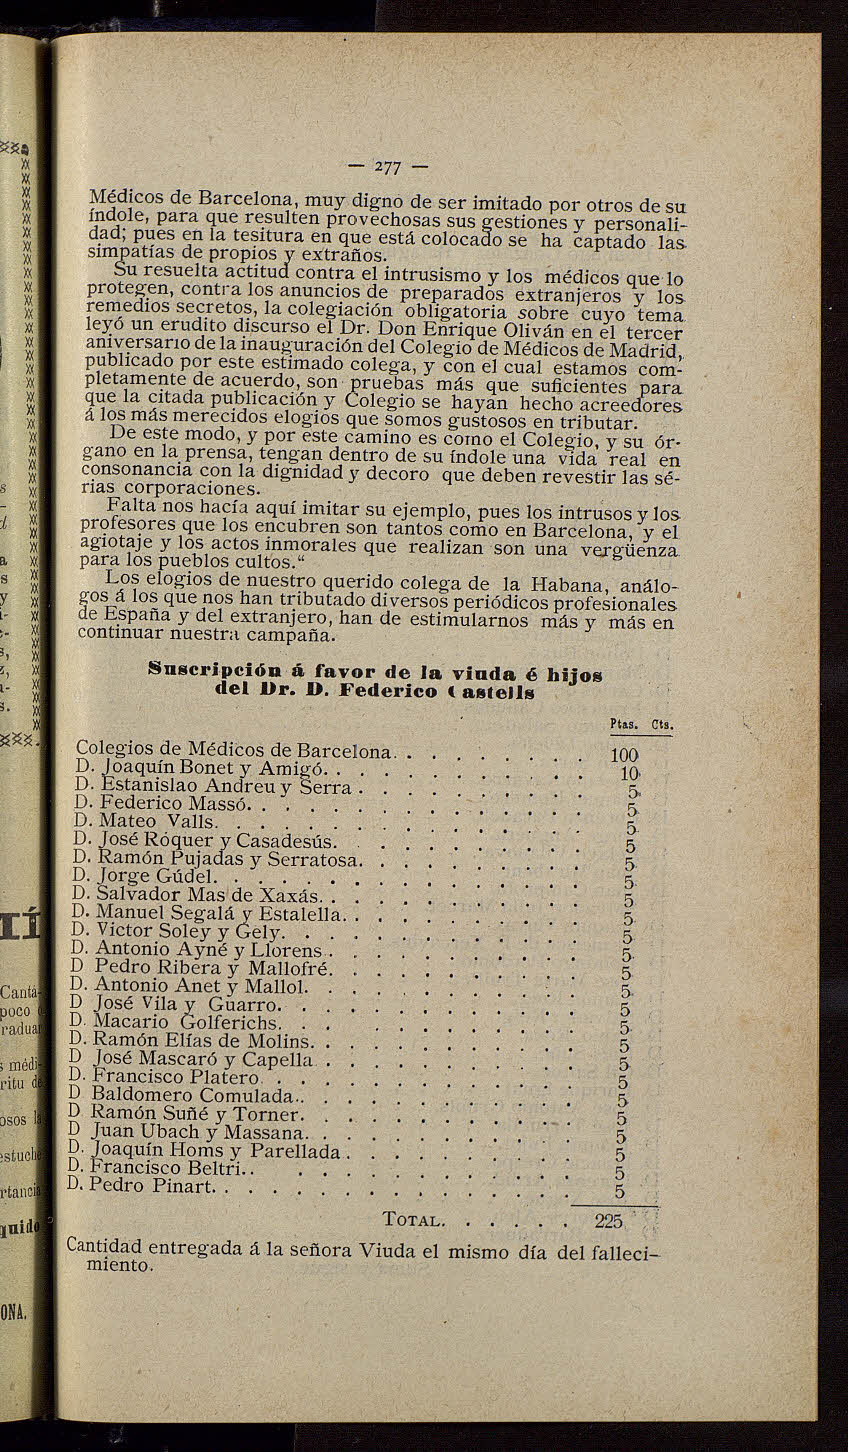 — 277 —
Médicos de Barcelona, muy digno de ser imitado por otros de su
índole, para que resulten provechosas sus gestiones y personali-
dad; pues en la tesitura en que está colocado se ha captado las
simpatías de propios y extraños.
Su resuelta actitud contra el intrusismo y los médicos que lo
protegen, contra los anuncios de preparados extranjeros y los
remedios secretos, la colegiación obligatoria sobre cuyo tema
leyó un erudito discurso el Dr. Don Enrique Oliván en el tercer
aniversario de la inauguración del Colegio de Médicos de Madrid,
publicado por este estimado colega, y con el cual estamos com-
pletamente de acuerdo, son pruebas más que suficientes para
que la citada publicación y Colegio se hayan hecho acreedores
á los más merecidos elogios que somos gustosos en tributar.
De este modo, y por este camino es como el Colegio, y su ór-
gano en la prensa, tengan dentro de su índole una vida real en
consonancia con la dignidad y decoro que deben revestir las sé-
rias corporaciones.
Falta nos hacía aquí imitar su ejemplo, pues los intrusos y los
profesores que los encubren son tantos como en Barcelona, y el
agiotaje y los actos inmorales que realizan son una vergüenza
para los pueblos cultos.“
Los elogios de nuestro querido colega de la Habana, análo-
gos á los que nos han tributado diversos periódicos profesionales
de España y del extranjero, han de estimularnos más y más en
continuar nuestra campaña.
Suscripción á favor de la viuda é hijos
del Dr. D. Federico Castells
Ptas. Cts.
Colegios de Médicos de Barcelona. . . . . . . . . 100
D. Joaquín Bonet y Amigó. . . . . . . . . . . . 10
D. Estanislao Andreu y Serra . . . . . . . . . . 5
D. Federico Massó. . . . . . . . . . . . . . . 5
D. Mateo Valls. . . . . . . . . . . . . . . . 5
D. José Róquer y Casadesús. . . . . . . . . . . 5
D. Ramón Pujadas y Serratosa. . . . . . . . . . 5
D. Jorge Gúdel. . . . . . . . . . . . . . . . 5
D. Salvador Mas de Xaxás. . . . . . . . . . . . 5
D. Manuel Segalá y Estalella. . . . . . . . . . . 5
D. Victor Soley y Gely. . . . . . . . . . . . . 5
D. Antonio Ayné y Llorens. . . . . . . . . . . . 5
D Pedro Ribera y Mallofré. . . . . . . . . . . . 5
D. Antonio Anet y Mallol. . . . . . . . . . . . 5
D José Vila y Guarro. . . . . . . . . . . . . . 5
D. Macario Golferichs. . . . . . . . . . . . . 5
D. Ramón Elías de Molins. . . . . . . . . . . . 5
D José Mascaró y Capella. . . . . . . . . . . . 5
D. Francisco Platero. . . . . . . . . . . . . . 5
D Baldomero Comulada.. . . . . . . . . . . . . 5
D Ramón Suñé y Torner. . . . . . . . . . . . . 5
D Juan Ubach y Massana. . . . . . . . . . . . . 5
D. Joaquín Homs y Parellada . . . . . . . . . . 5
D. Francisco Beltri.. . . . . . . . . . . . . . 5
D. Pedro Pinart. . . . . . . . . . . . . . . . 5
TOTAL. . . . . . 225
Cantidad entregada á la señora Viuda el mismo día del falleci-
miento.